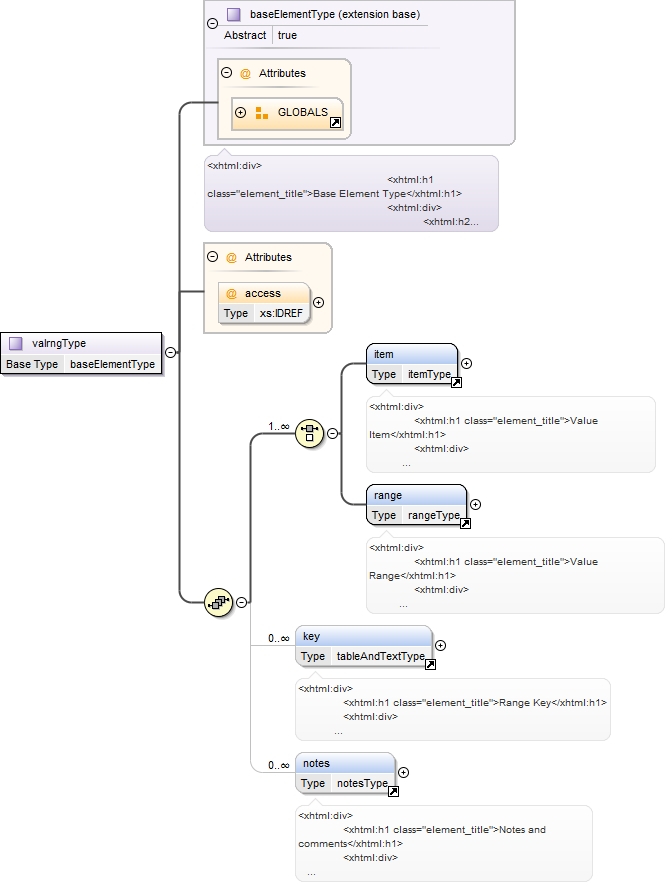 baseElementType (extension base)
Abstract true
@ Attributes
GLOBALS
<xhtml:div>
<xhtml:h1
class="element_title">Base Element Type</xhtml:h1>
<xhtml:div>
<xhtml:h2...
@ Attributes
@ access
Type xs:IDREF
valrngType
Base Type baseElementType
item
Type itemType
1..∞
<xhtml:div>
<xhtml:h1 class="element_title">Value
Item</xhtml:h1>
<xhtml:div>
...
range
Type rangeType
<xhtml:div>
<xhtml:h1 class="element_title">Value
Range</xhtml:h1>
<xhtml:div>
...
0..∞
key
Type tableAndTextType
<xhtml:div>
<xhtml:h1 class="element_title">Range Key</xhtml:h1>
<xhtml:div>
...
0..∞
notes
Type notesType
<xhtml:div>
<xhtml:h1 class="element_title">Notes and
comments</xhtml:h1>
<xhtml:div>
...